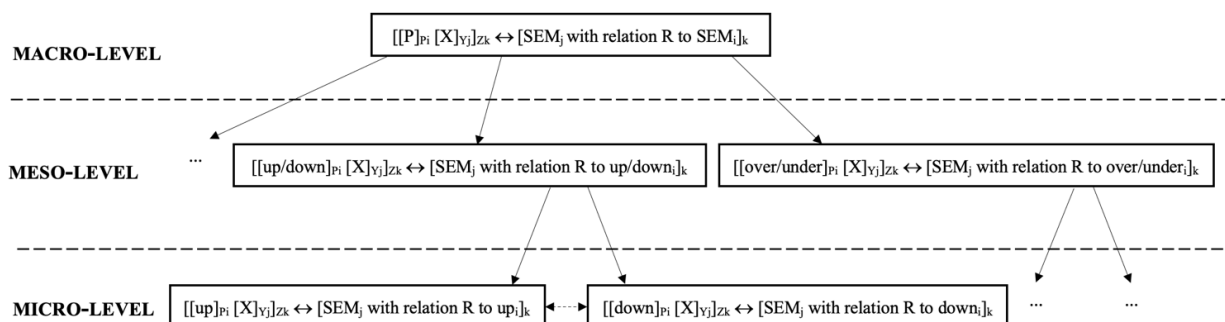 [[P]Pi [X]Yj]Zk ↔ [SEMj with relation R to SEMi]k
MACRO-LEVEL
...
[[up/down]Pi [X]Yj]Zk ↔ [SEMj with relation R to up/downi]k
[[over/under]Pi [X]Yj]Zk ↔ [SEMj with relation R to over/underi]k
MESO-LEVEL
MICRO-LEVEL
[[up]Pi [X]Yj]Zk ↔ [SEMj with relation R to upi]k
[[down]Pi [X]Yj]Zk ↔ [SEMj with relation R to downi]k
...
...